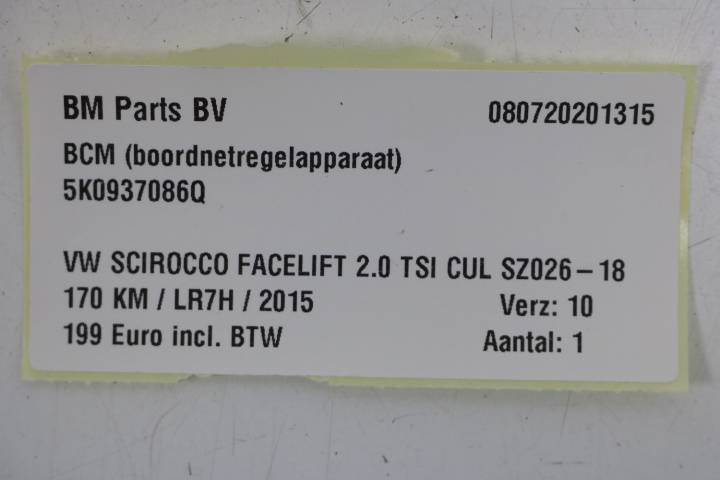 BM Parts BV 080720201315
BCM (boordnetregelapparaat)
5K0937086Q
VW SCIROCCO FACELIFT 2.0 TSI CUL SZ026-18
170 KM / LR7H / 2015 Verz: 10
199 Euro incl. BTW Aantal: 1